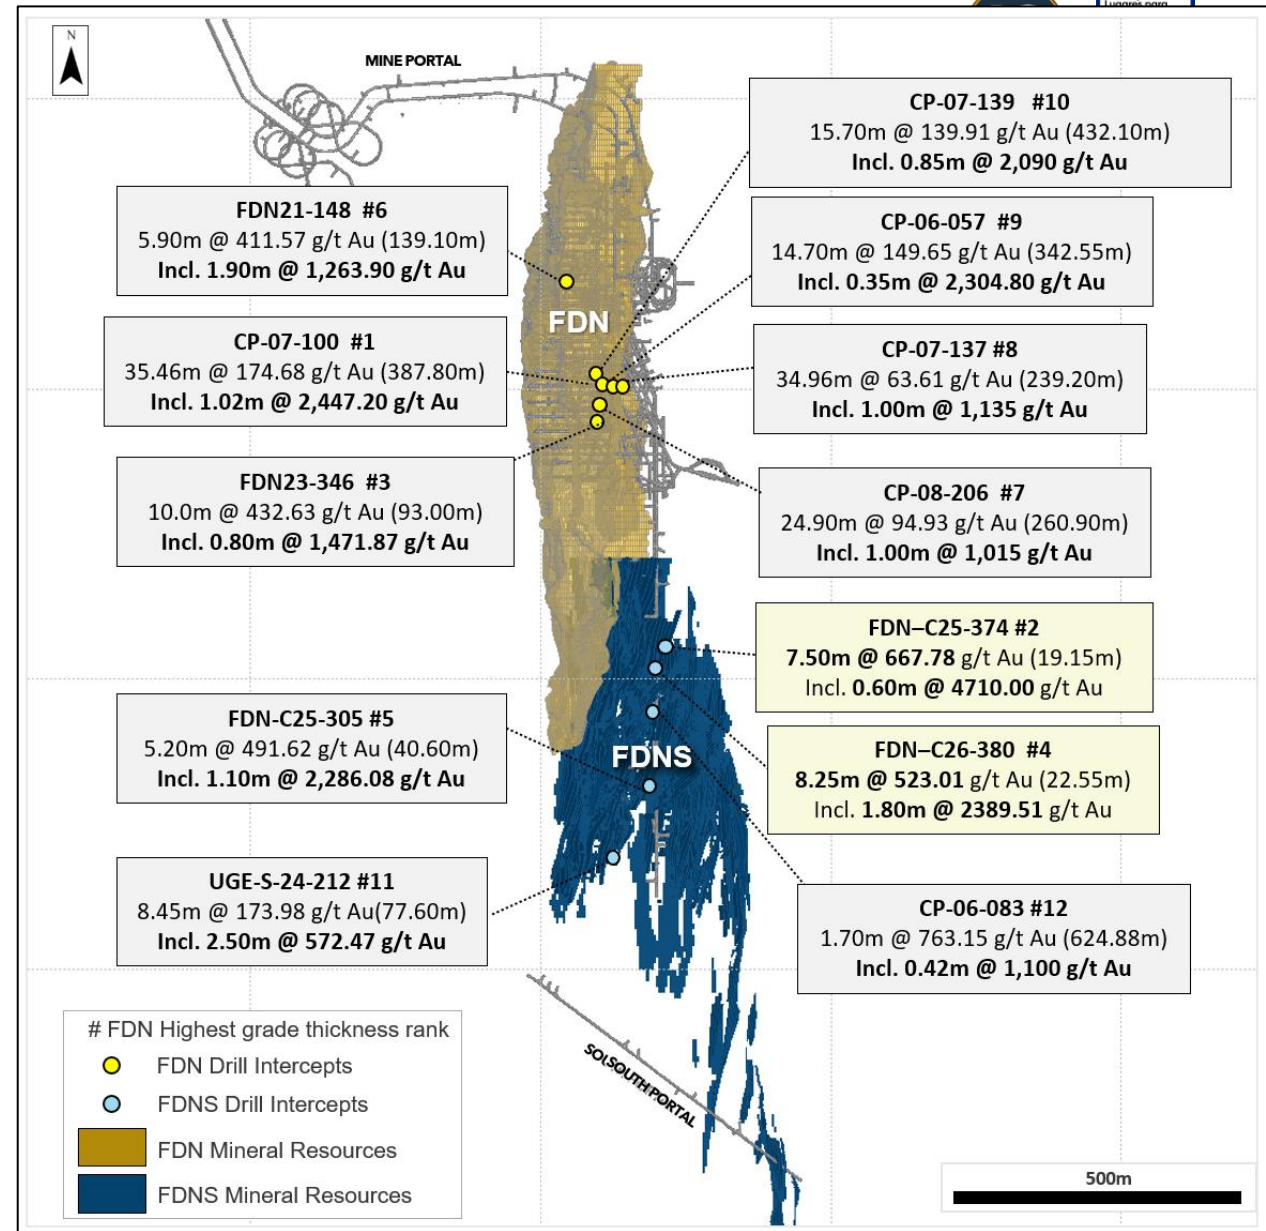 Lugares para
N
MINE PORTAL
CP-07-139 #10
15.70m @ 139.91 g/t Au (432.10m)
Incl. 0.85m @ 2,090 g/t Au
FDN21-148 #6
5.90m @ 411.57 g/t Au (139.10m)
Incl. 1.90m @ 1,263.90 g/t Au
CP-06-057 #9
14.70m @ 149.65 g/t Au (342.55m)
Incl. 0.35m @ 2,304.80 g/t Au
FDN
CP-07-100 #1
35.46m @ 174.68 g/t Au (387.80m)
Incl. 1.02m @ 2,447.20 g/t Au
CP-07-137 #8
34.96m @ 63.61 g/t Au (239.20m)
Incl. 1.00m @ 1,135 g/t Au
FDN23-346 #3
10.0m @ 432.63 g/t Au (93.00m)
Incl. 0.80m @ 1,471.87 g/t Au
CP-08-206 #7
24.90m @ 94.93 g/t Au (260.90m)
Incl. 1.00m @ 1,015 g/t Au
FDN–C25-374 #2
7.50m @ 667.78 g/t Au (19.15m)
Incl. 0.60m @ 4710.00 g/t Au
FDN-C25-305 #5
5.20m @ 491.62 g/t Au (40.60m)
Incl. 1.10m @ 2,286.08 g/t Au
FDNS
FDN–C26-380 #4
8.25m @ 523.01 g/t Au (22.55m)
Incl. 1.80m @ 2389.51 g/t Au
UGE-S-24-212 #11
8.45m @ 173.98 g/t Au(77.60m)
Incl. 2.50m @ 572.47 g/t Au
CP-06-083 #12
1.70m @ 763.15 g/t Au (624.88m)
Incl. 0.42m @ 1,100 g/t Au
SOUSOUTH PORTAL
# FDN Highest grade thickness rank
FDN Drill Intercepts
FDNS Drill Intercepts
FDN Mineral Resources
FDNS Mineral Resources
500m